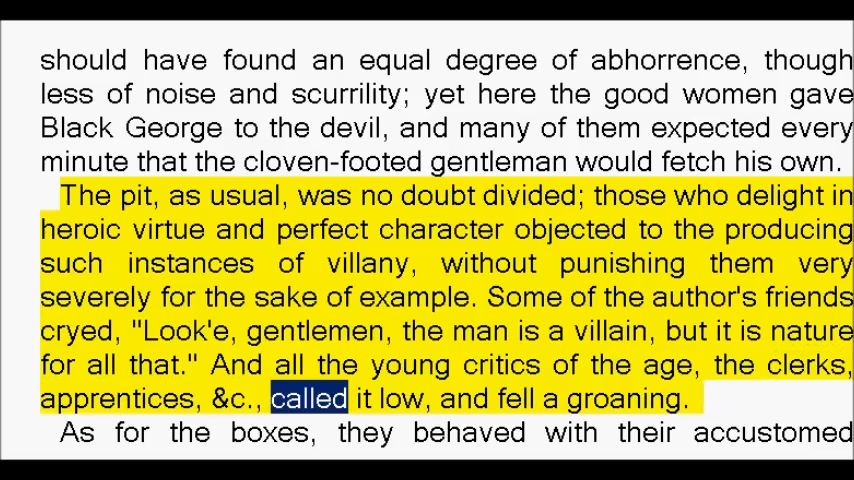 should have found an equal degree of abhorrence, though
less of noise and scurrility; yet here the good women gave
Black George to the devil, and many of them expected every
minute that the cloven-footed gentleman would fetch his own.
The pit, as usual, was no doubt divided; those who delight in
heroic virtue and perfect character objected to the producing
such instances of villany, without punishing them very
severely for the sake of example. Some of the author's friends
cryed, "Look'e, gentlemen, the man is a villain, but it is nature
for all that." And all the young critics of the age, the clerks,
apprentices, &c., called it low, and fell a groaning.
As for the boxes, they behaved with their accustomed